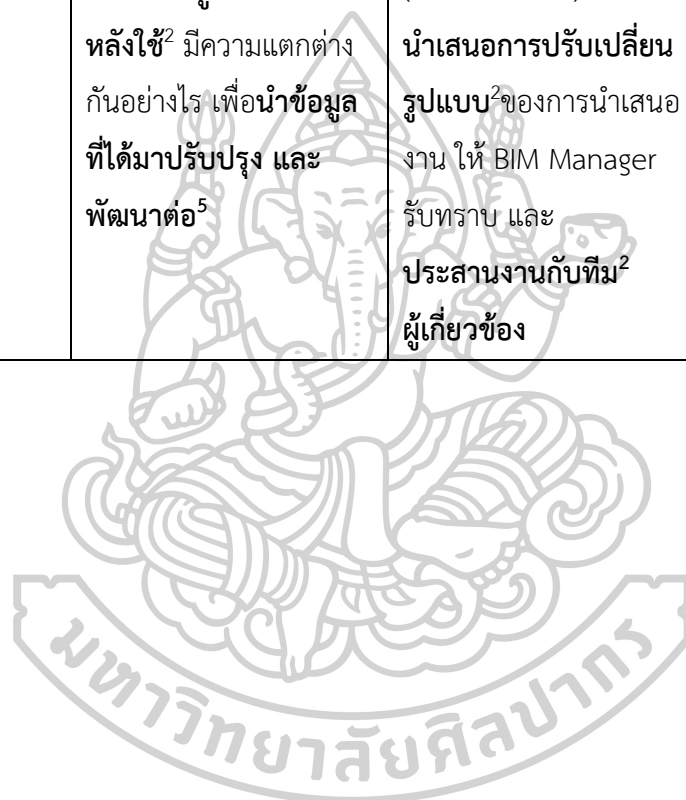 หลังใช้² มีความแตกต่าง
กันอย่างไร เพื่อนำข้อมูล
ที่ได้มาปรับปรุง และ
พัฒนาต่อ⁵
นำเสนอการปรับเปลี่ยน
รูปแบบ²ของการนำเสนอ
งาน ให้ BIM Manager
รับทราบ และ
ประสานงานกับทีม²
ผู้เกี่ยวข้อง
มหาวิทยาลัยศิลปากร